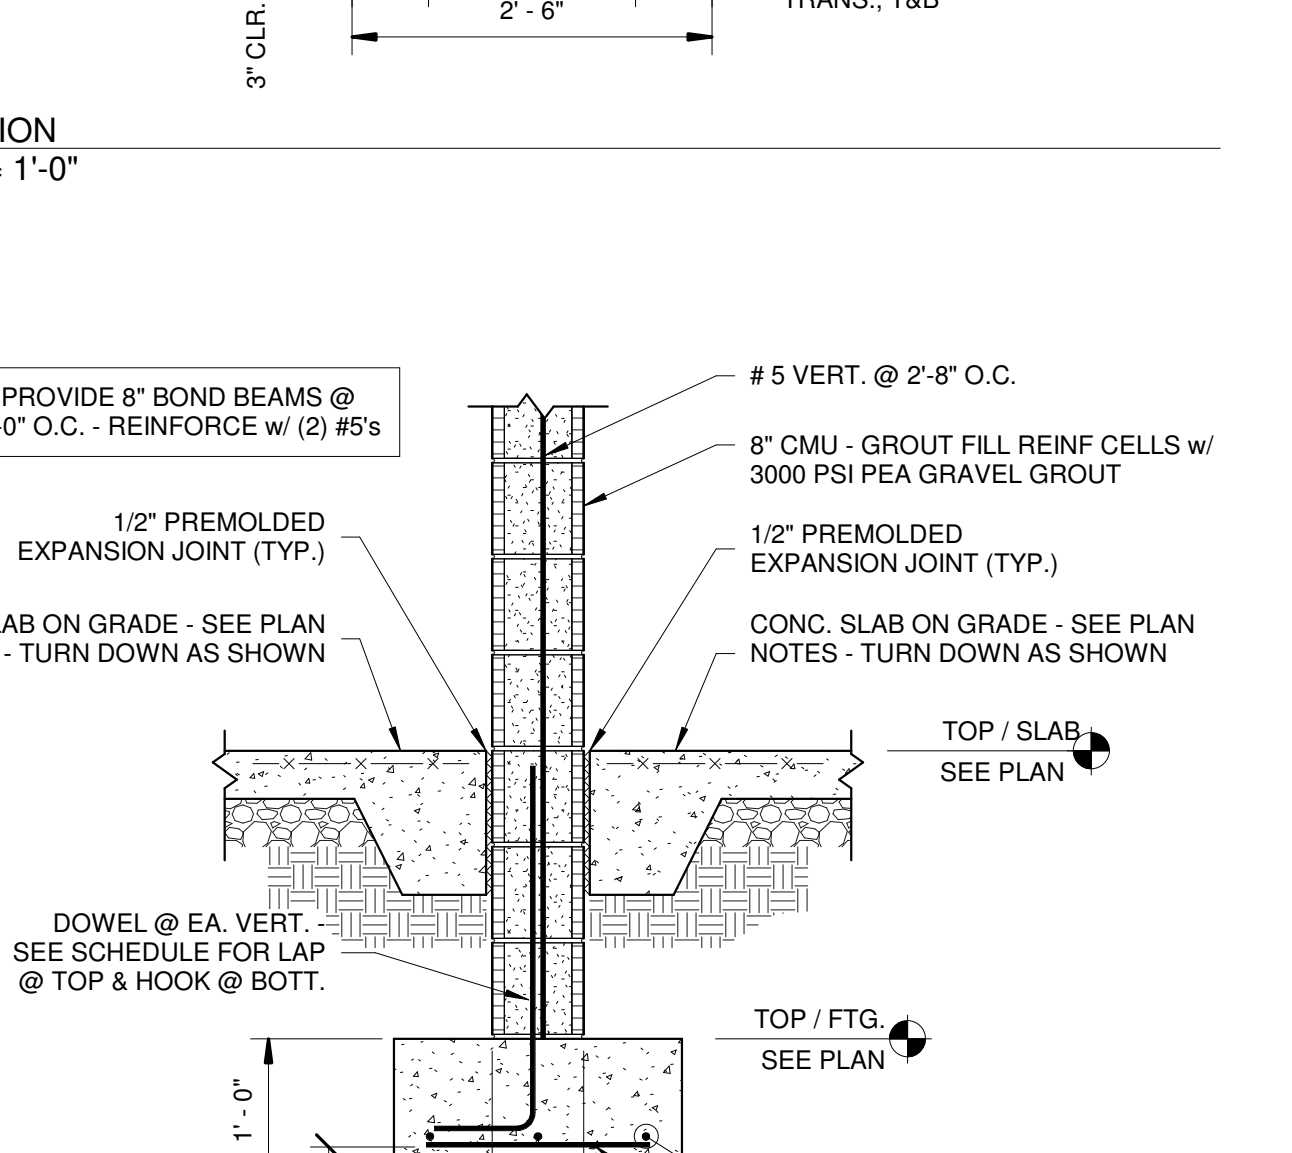 2' - 6"
3" CLR.
= 1'-0"
PROVIDE 8" BOND BEAMS @
-0" O.C. - REINFORCE w/ (2) #5's
# 5 VERT. @ 2'-8" O.C.
8" CMU - GROUT FILL REINF CELLS w/
3000 PSI PEA GRAVEL GROUT
1/2" PREMOLDED
EXPANSION JOINT (TYP.)
1/2" PREMOLDED
EXPANSION JOINT (TYP.)
ON GRADE - SEE PLAN
- TURN DOWN AS SHOWN
CONC. SLAB ON GRADE - SEE PLAN
NOTES - TURN DOWN AS SHOWN
TOP / SLAB
SEE PLAN
DOWEL @ EA. VERT. -
SEE SCHEDULE FOR LAP
@ TOP & HOOK @ BOTT.
TOP / FTG.
SEE PLAN
1' - 0"